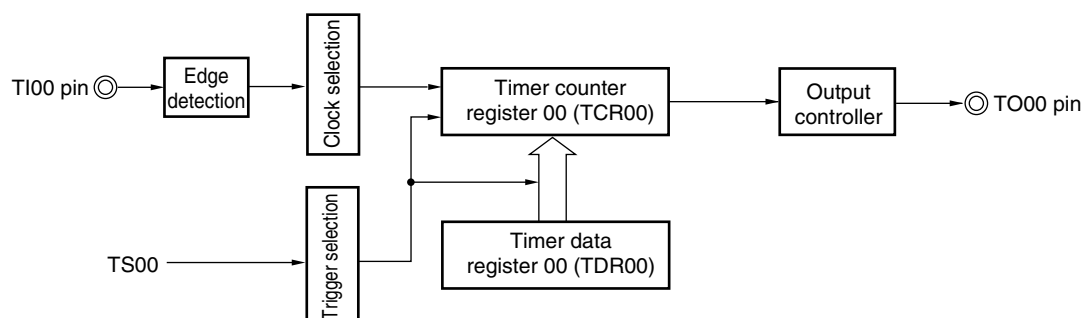 TI00 pin
Edge
detection
Clock selection
Timer counter
register 00 (TCR00)
Output
controller
TO00 pin
TS00
Trigger selection
Timer data
register 00 (TDR00)